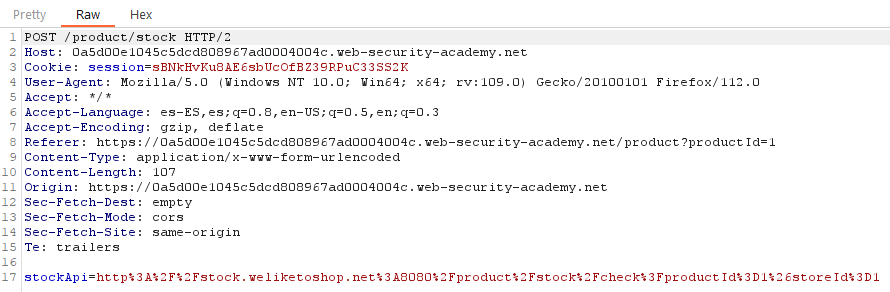 Pretty Raw Hex
1 POST /product/stock HTTP/2
2 Host: 0a5d00e1045c5dcd808967ad0004004c.web-security-academy.net
3 Cookie: session=sBNkHvKu8AE6sbUcOfBZ39RPuC33SS2K
4 User-Agent: Mozilla/5.0 (Windows NT 10.0; Win64; x64; rv:109.0) Gecko/20100101 Firefox/112.0
5 Accept: */*
6 Accept-Language: es-ES,es;q=0.8,en-US;q=0.5,en;q=0.3
7 Accept-Encoding: gzip, deflate
8 Referer: https://0a5d00e1045c5dcd808967ad0004004c.web-security-academy.net/product?productId=1
9 Content-Type: application/x-www-form-urlencoded
10 Content-Length: 107
11 Origin: https://0a5d00e1045c5dcd808967ad0004004c.web-security-academy.net
12 Sec-Fetch-Dest: empty
13 Sec-Fetch-Mode: cors
14 Sec-Fetch-Site: same-origin
15 Te: trailers
16
17 stockApi=http%3A%2F%2Fstock.weliketoshop.net%3A8080%2Fproduct%2Fstock%2Fcheck%3FproductId%3D1%26storeId%3D1